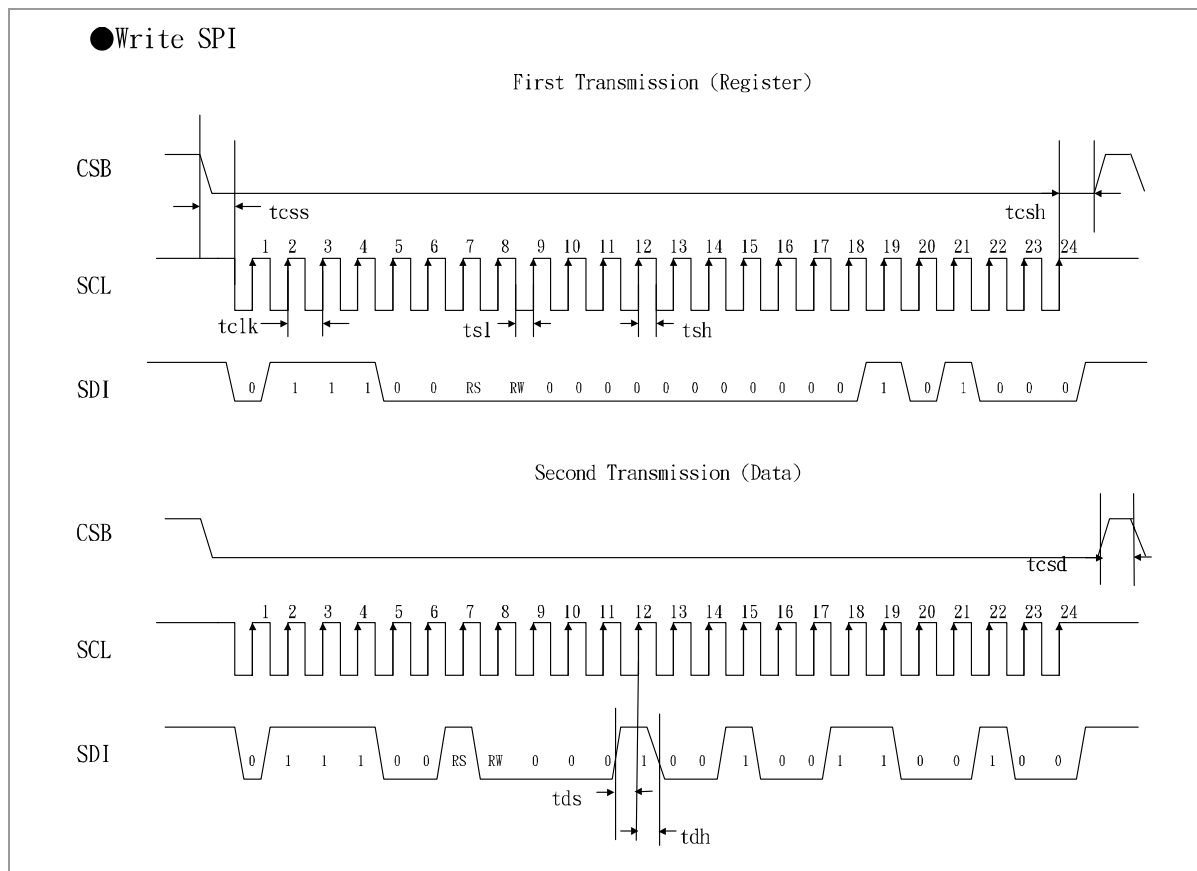 ●Write SPI
First Transmission (Register)
CSB
tcss
tcsh
1 2 3 4 5 6 7 8 9 10 11 12 13 14 15 16 17 18 19 20 21 22 23 24
SCL
tclk
tsl
tsh
SDI
0 1 1 1 0 0 RS RW 0 0 0 0 0 0 0 0 0 0 1 0 1 0 0 0
Second Transmission (Data)
CSB
tcsd
1 2 3 4 5 6 7 8 9 10 11 12 13 14 15 16 17 18 19 20 21 22 23 24
SCL
SDI
0 1 1 1 0 0 RS RW 0 0 0 1 0 0 1 0 0 1 1 0 0 1 0 0
tds
tdh